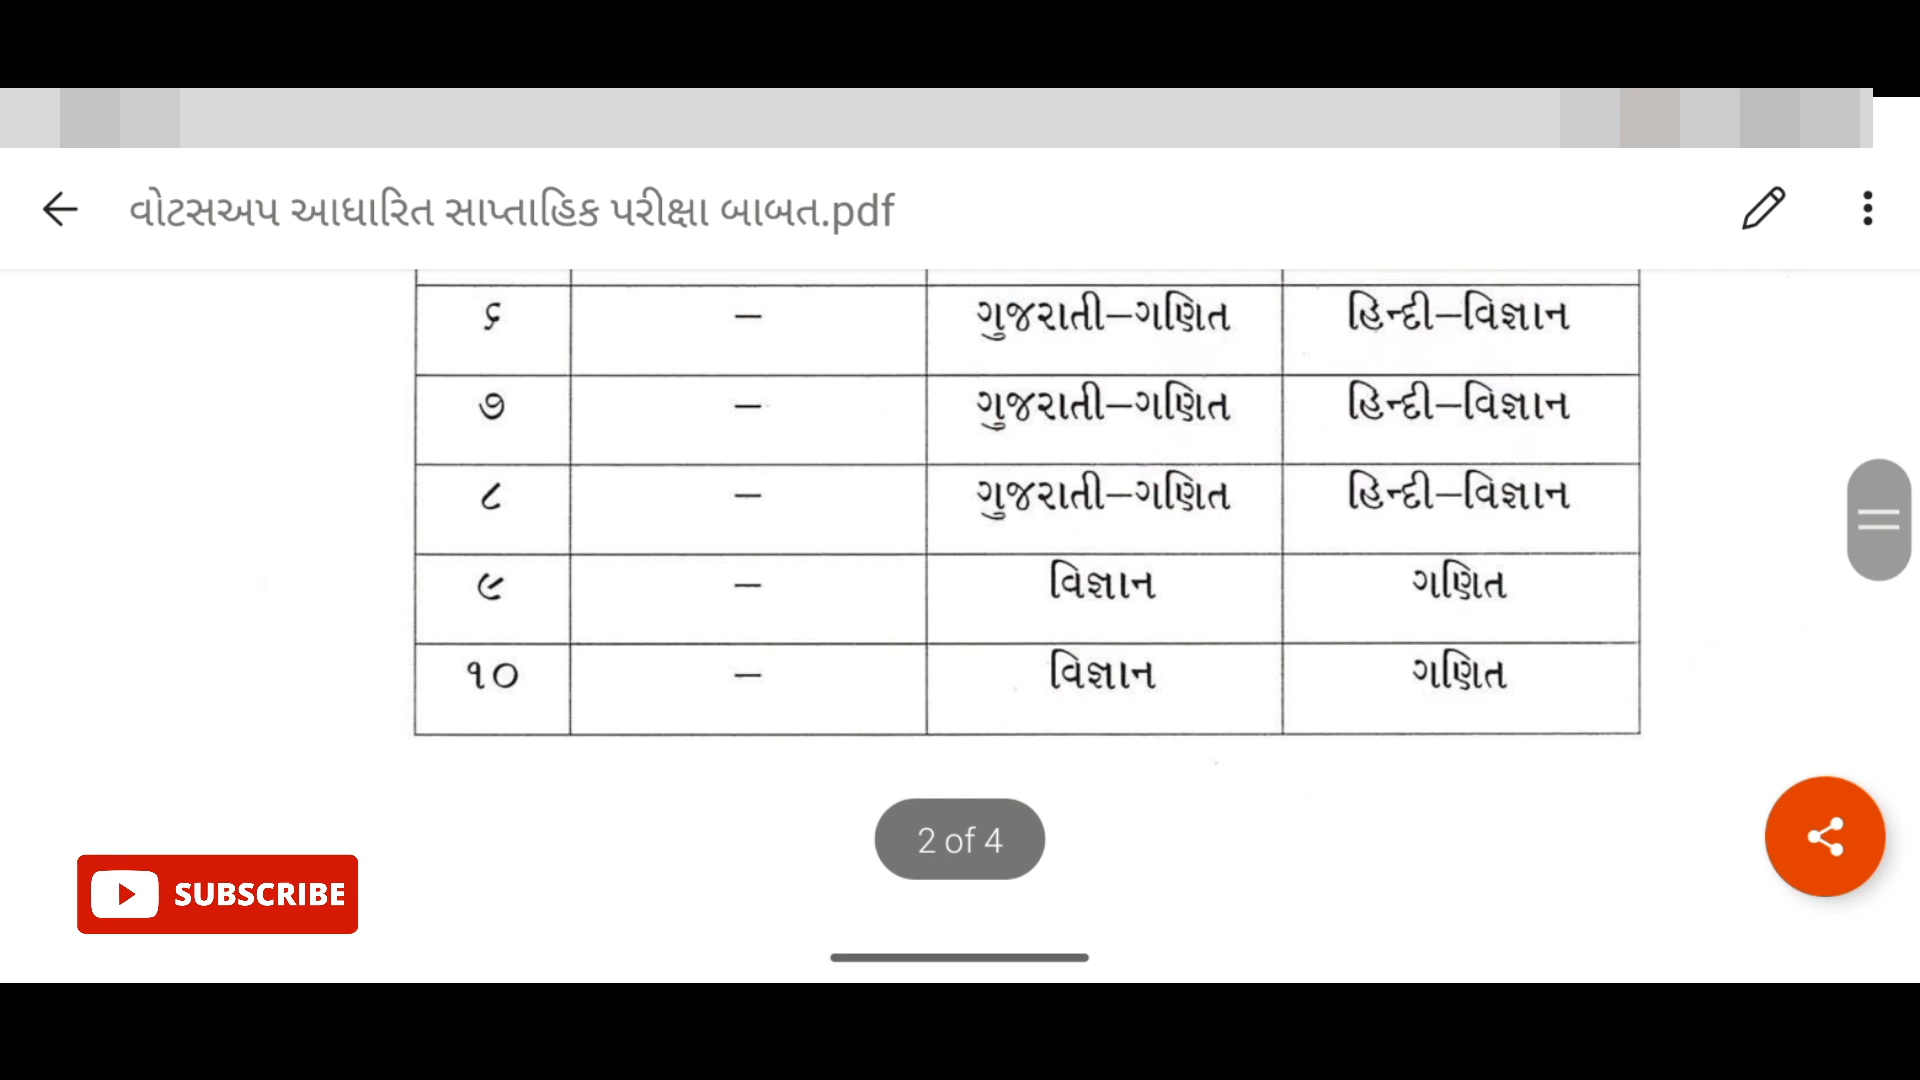 વોટસઅપ આધારિત સાપ્તાહિક પરીક્ષા બાબત.pdf
૬ – ગુજરાતી–ગણિત હિન્દી–વિજ્ઞાન
૭ – ગુજરાતી–ગણિત હિન્દી–વિજ્ઞાન
૮ – ગુજરાતી–ગણિત હિન્દી–વિજ્ઞાન
૯ – વિજ્ઞાન ગણિત
૧૦ – વિજ્ઞાન ગણિત
2 of 4
SUBSCRIBE